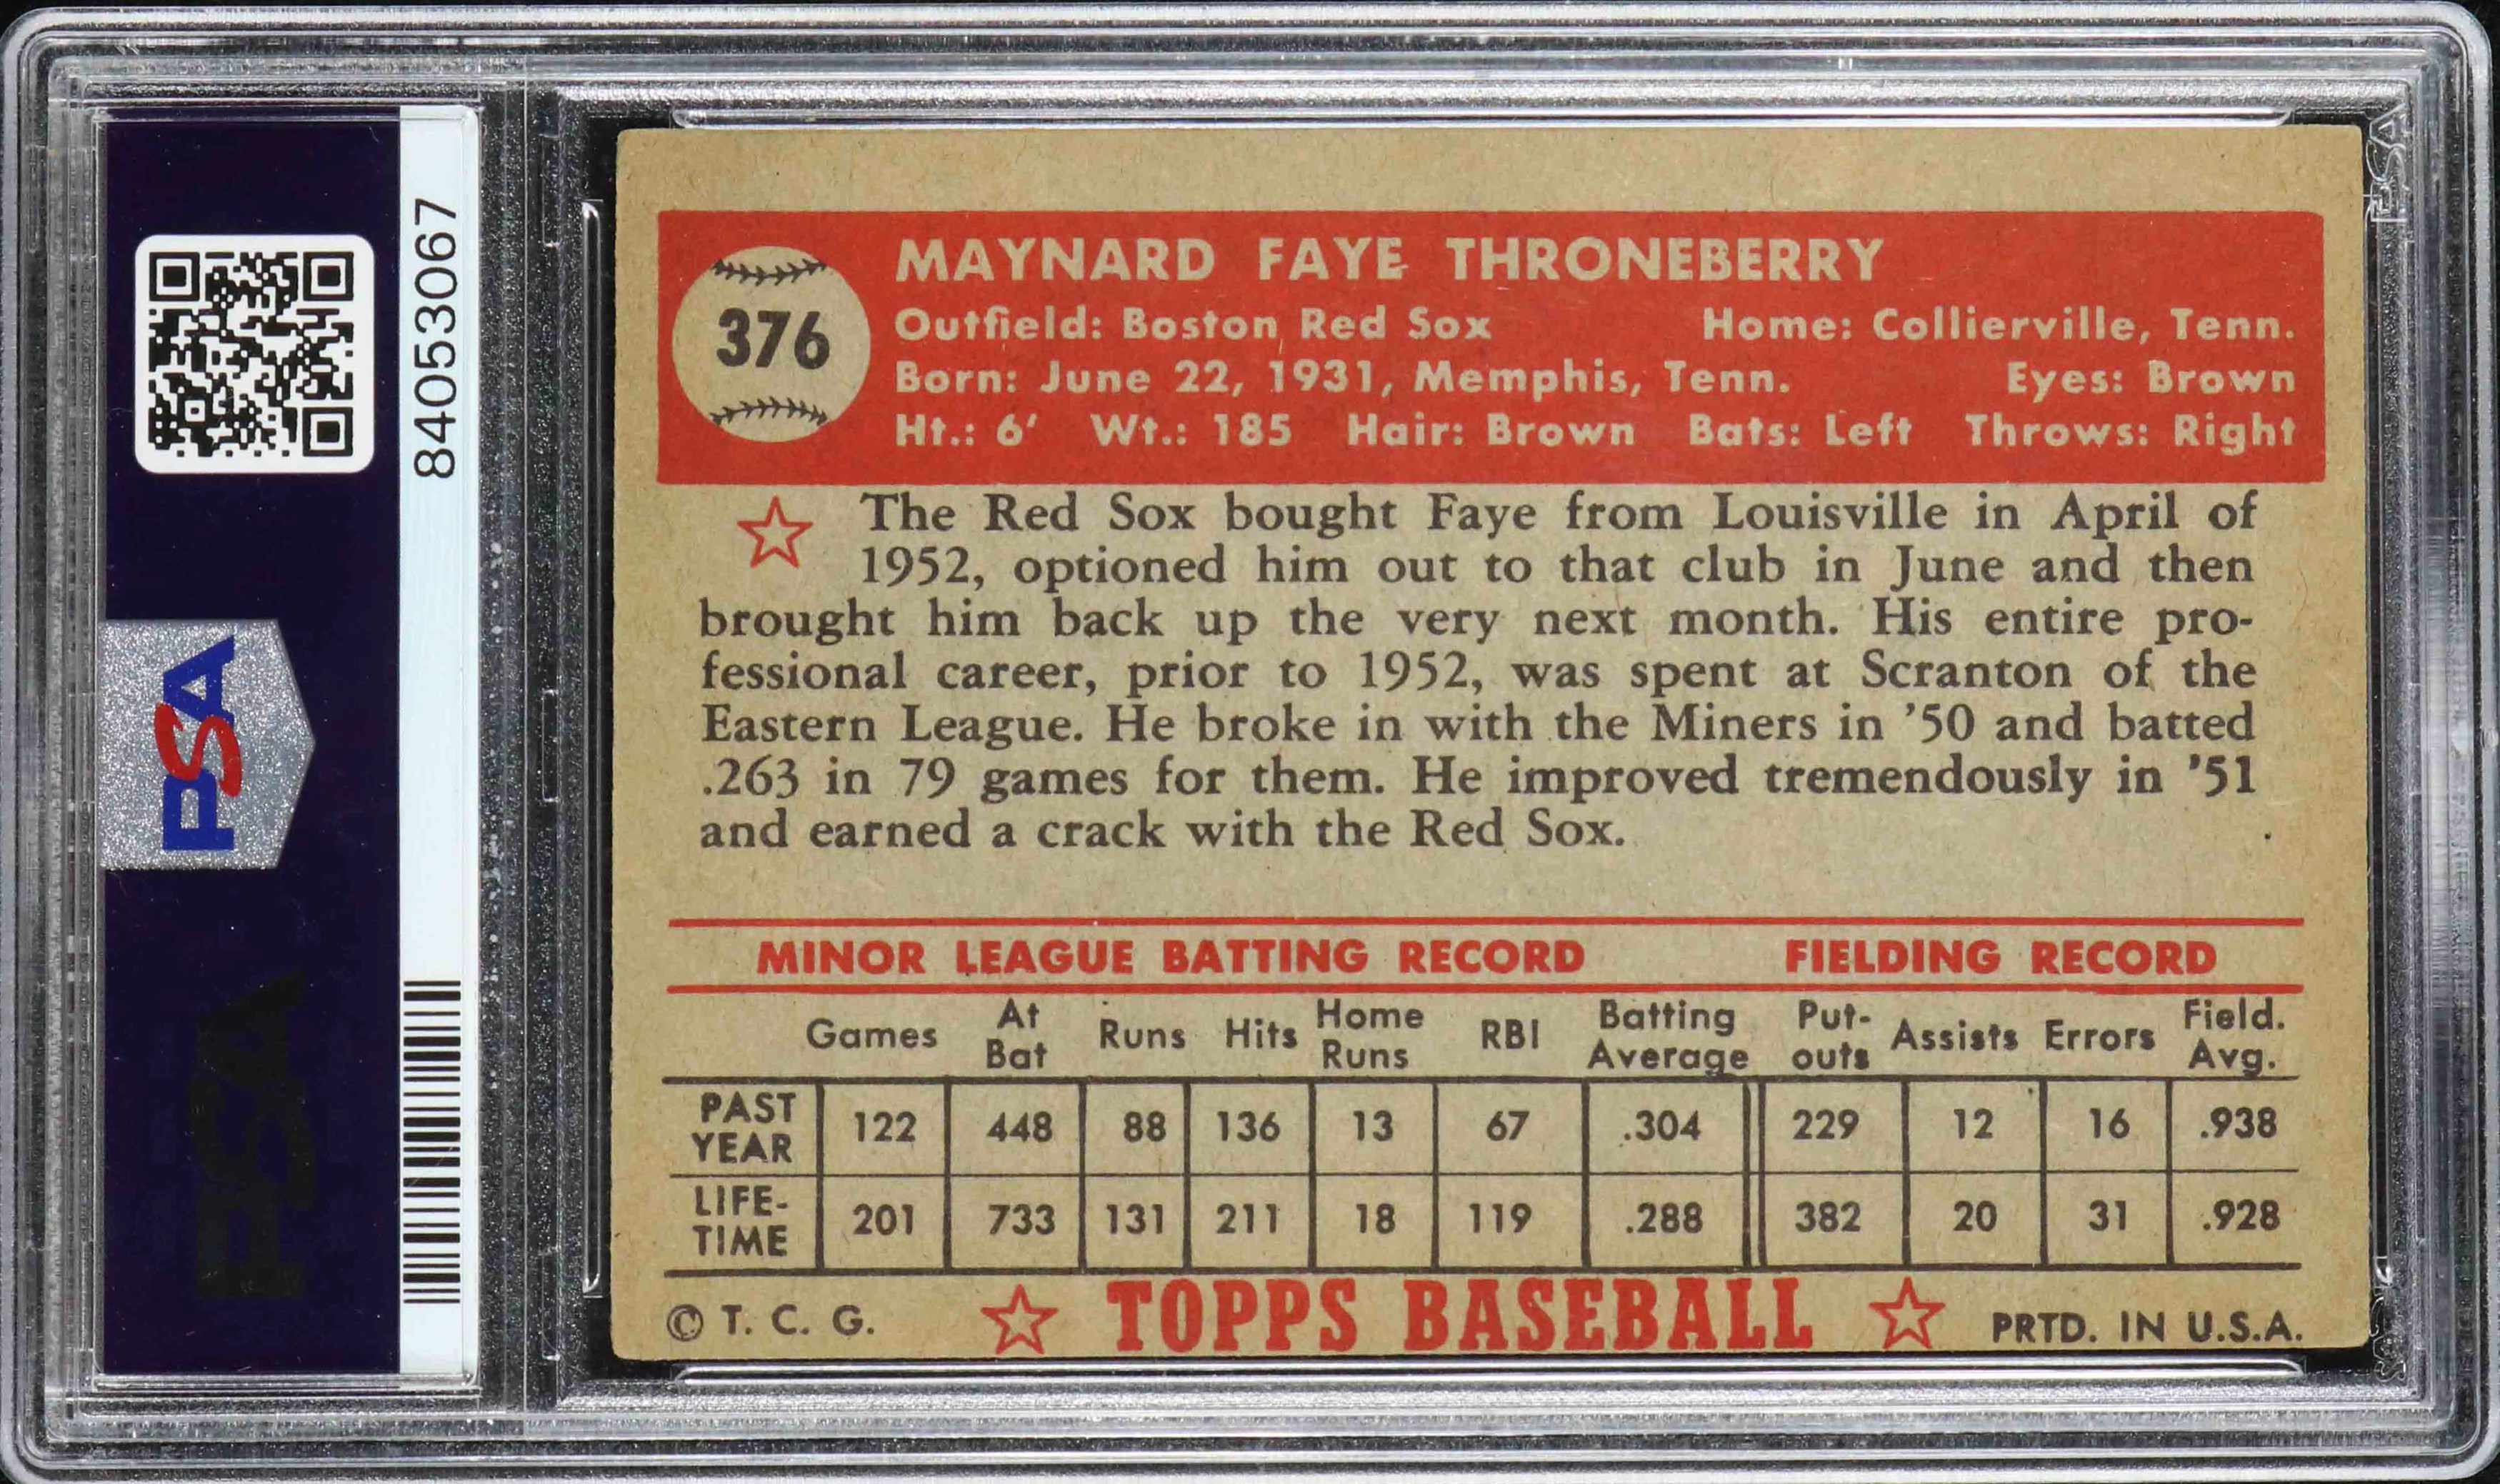 84053067
PSA
PSA
376
MAYNARD FAYE THRONEBERRY
Outfield: Boston Red Sox Home: Collierville, Tenn.
Born: June 22, 1931, Memphis, Tenn. Eyes: Brown
Ht.: 6' Wt.: 185 Hair: Brown Bats: Left Throws: Right
The Red Sox bought Faye from Louisville in April of
1952, optioned him out to that club in June and then
brought him back up the very next month. His entire pro-
fessional career, prior to 1952, was spent at Scranton of the
Eastern League. He broke in with the Miners in '50 and batted
.263 in 79 games for them. He improved tremendously in '51
and earned a crack with the Red Sox.
MINOR LEAGUE BATTING RECORD FIELDING RECORD
Games At Bat Runs Hits Home Runs RBI Batting Average Put-outs Assists Errors Field. Avg.
PAST YEAR 122 448 88 136 13 67 .304 229 12 16 .938
LIFE-TIME 201 733 131 211 18 119 .288 382 20 31 .928
© T. C. G. TOPPS BASEBALL PRTD. IN U.S.A.
PSA